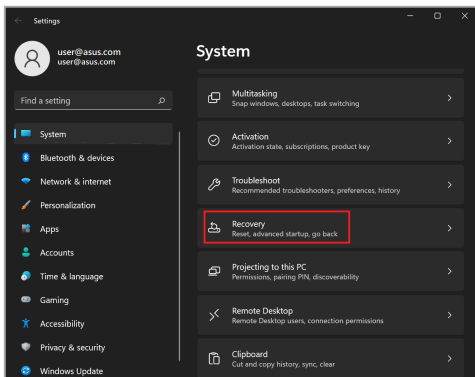 Settings
user@asus.com
user@asus.com
Find a setting
System
Bluetooth & devices
Network & internet
Personalization
Apps
Accounts
Time & language
Gaming
Accessibility
Privacy & security
Windows Update
System
Multitasking
Snap windows, desktops, task switching
Activation
Activation state, subscriptions, product key
Troubleshoot
Recommended troubleshooters, preferences, history
Recovery
Reset, advanced startup, go back
Projecting to this PC
Permissions, pairing PIN, discoverability
Remote Desktop
Remote Desktop users, connection permissions
Clipboard
Cut and copy history, sync, clear